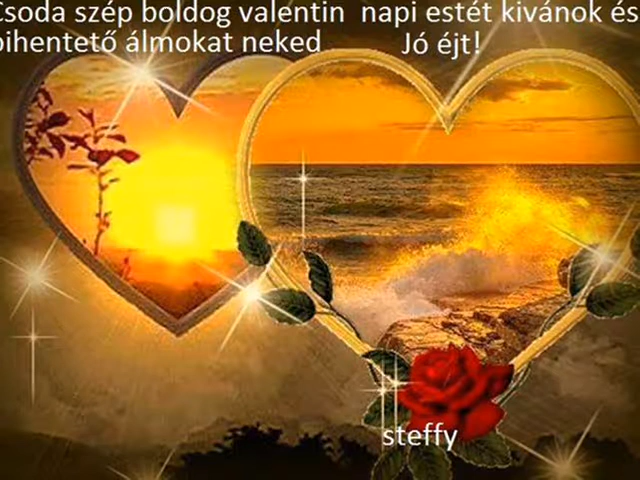 Csoda szép boldog valentin napi estét kivánok és
pihentető álmokat neked Jó éjt!
steffy